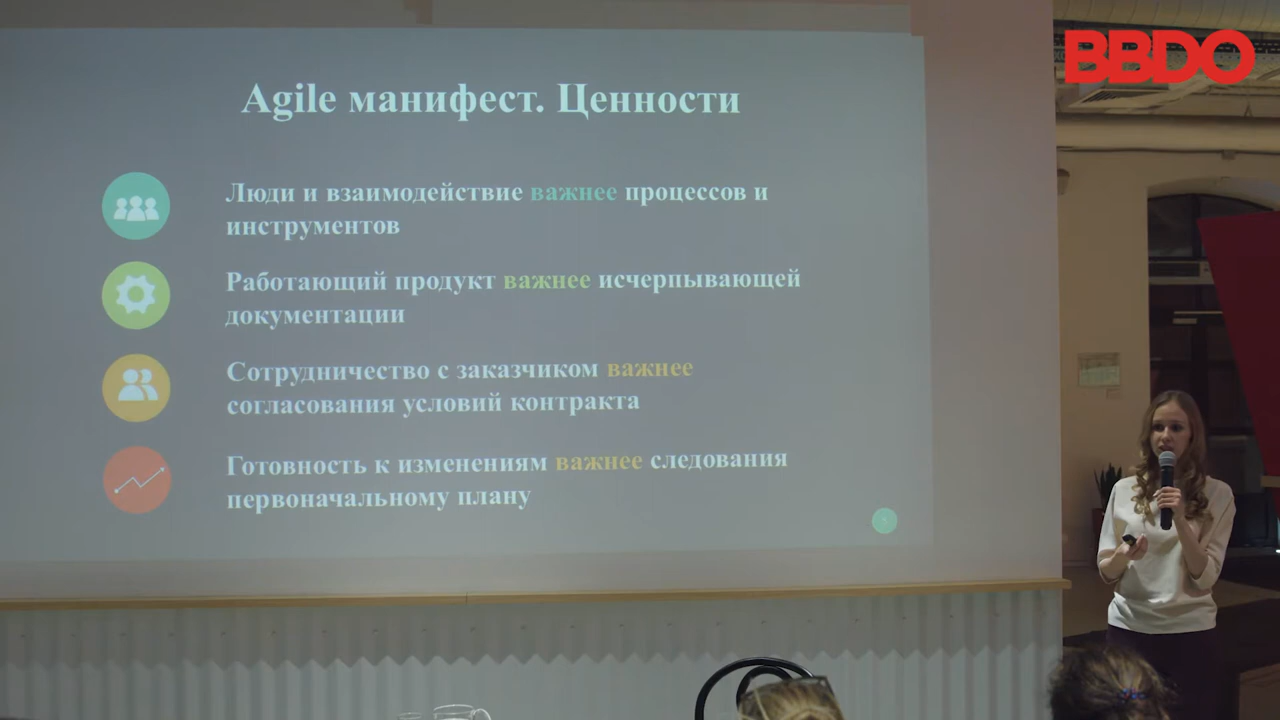 BBDO
Agile манифест. Ценности
Люди и взаимодействие важнее процессов и
инструментов
Работающий продукт важнее исчерпывающей
документации
Сотрудничество с заказчиком важнее
согласования условий контракта
Готовность к изменениям важнее следования
первоначальному плану